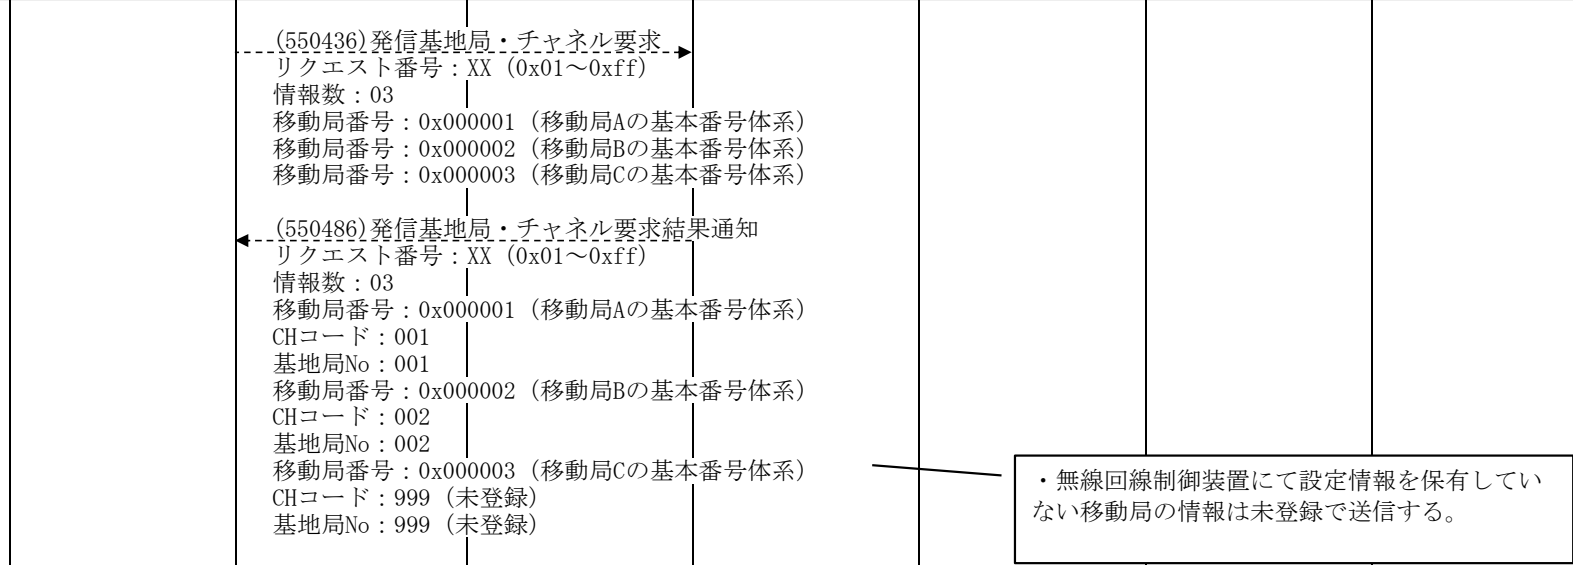 (550436)発信基地局・チャネル要求
リクエスト番号：XX（0x01～0xff）
情報数：03
移動局番号：0x000001（移動局Aの基本番号体系）
移動局番号：0x000002（移動局Bの基本番号体系）
移動局番号：0x000003（移動局Cの基本番号体系）
(550486)発信基地局・チャネル要求結果通知
リクエスト番号：XX（0x01～0xff）
情報数：03
移動局番号：0x000001（移動局Aの基本番号体系）
CHコード：001
基地局No：001
移動局番号：0x000002（移動局Bの基本番号体系）
CHコード：002
基地局No：002
移動局番号：0x000003（移動局Cの基本番号体系）
CHコード：999（未登録）
基地局No：999（未登録）
・無線回線制御装置にて設定情報を保有してい
ない移動局の情報は未登録で送信する。